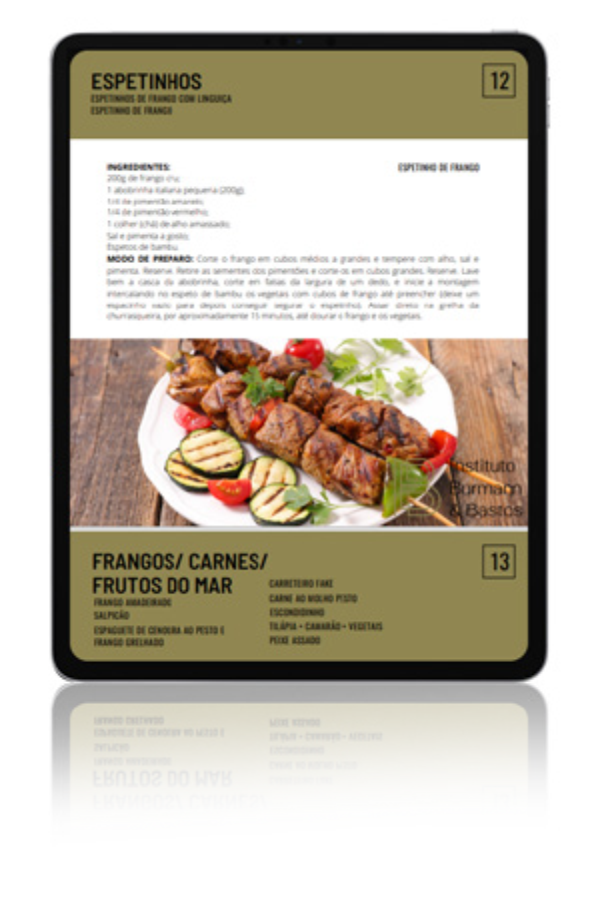 ESPETINHOS
12
ESPETINHOS DE FRANGO COM LINGUIÇA
ESPETINHO DE FRANGO
INGREDIENTES:
ESPETINHO DE FRANGO
200g de frango cru;
1 abobrinha italiana pequena (200g);
1/4 de pimentão amarelo;
1/4 de pimentão vermelho;
1 colher (chá) de alho amassado;
Sal e pimenta a gosto;
Espetos de bambu.
MODO DE PREPARO: Corte o frango em cubos médios a grandes e tempere com alho, sal e
pimenta. Reserve. Retire as sementes dos pimentões e corte-os em cubos grandes. Reserve. Lave
bem a casca da abobrinha, corte em fatias da largura de um dedo, e inicie a montagem
intercalando no espeto de bambu os vegetais com cubos de frango até preencher (deixe um
espacinho vazio para depois conseguir segurar o espetinho). Asse direto na grelha da
churrasqueira, por aproximadamente 15 minutos, até dourar o frango e os vegetais.
Instituto
Bormann
& Bastos
FRANGOS/ CARNES/
FRUTOS DO MAR
13
FRANGO AMADEIRADO
SALPICÃO
ESPAGUETE DE CENOURA AO PESTO E
FRANGO GRELHADO
CARRETEIRO FAKE
CARNE AO MOLHO PESTO
ESCONDIDINHO
TILÁPIA + CAMARÃO + VEGETAIS
PEIXE ASSADO